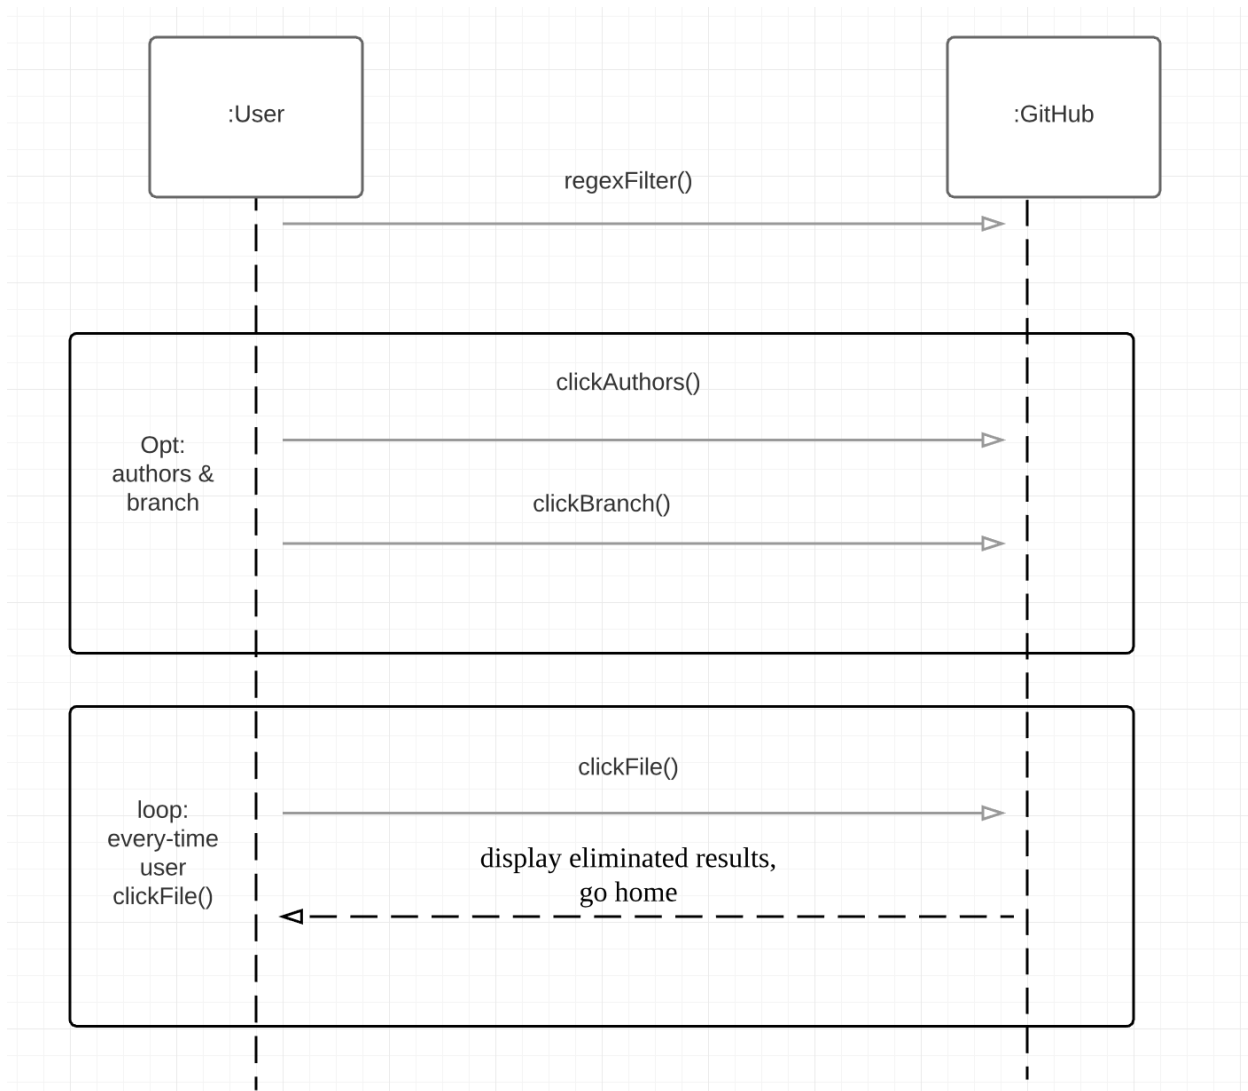 :User
:GitHub
regexFilter()
clickAuthors()
Opt:
authors &
branch
clickBranch()
clickFile()
loop:
every-time
user
clickFile()
display eliminated results,
go home